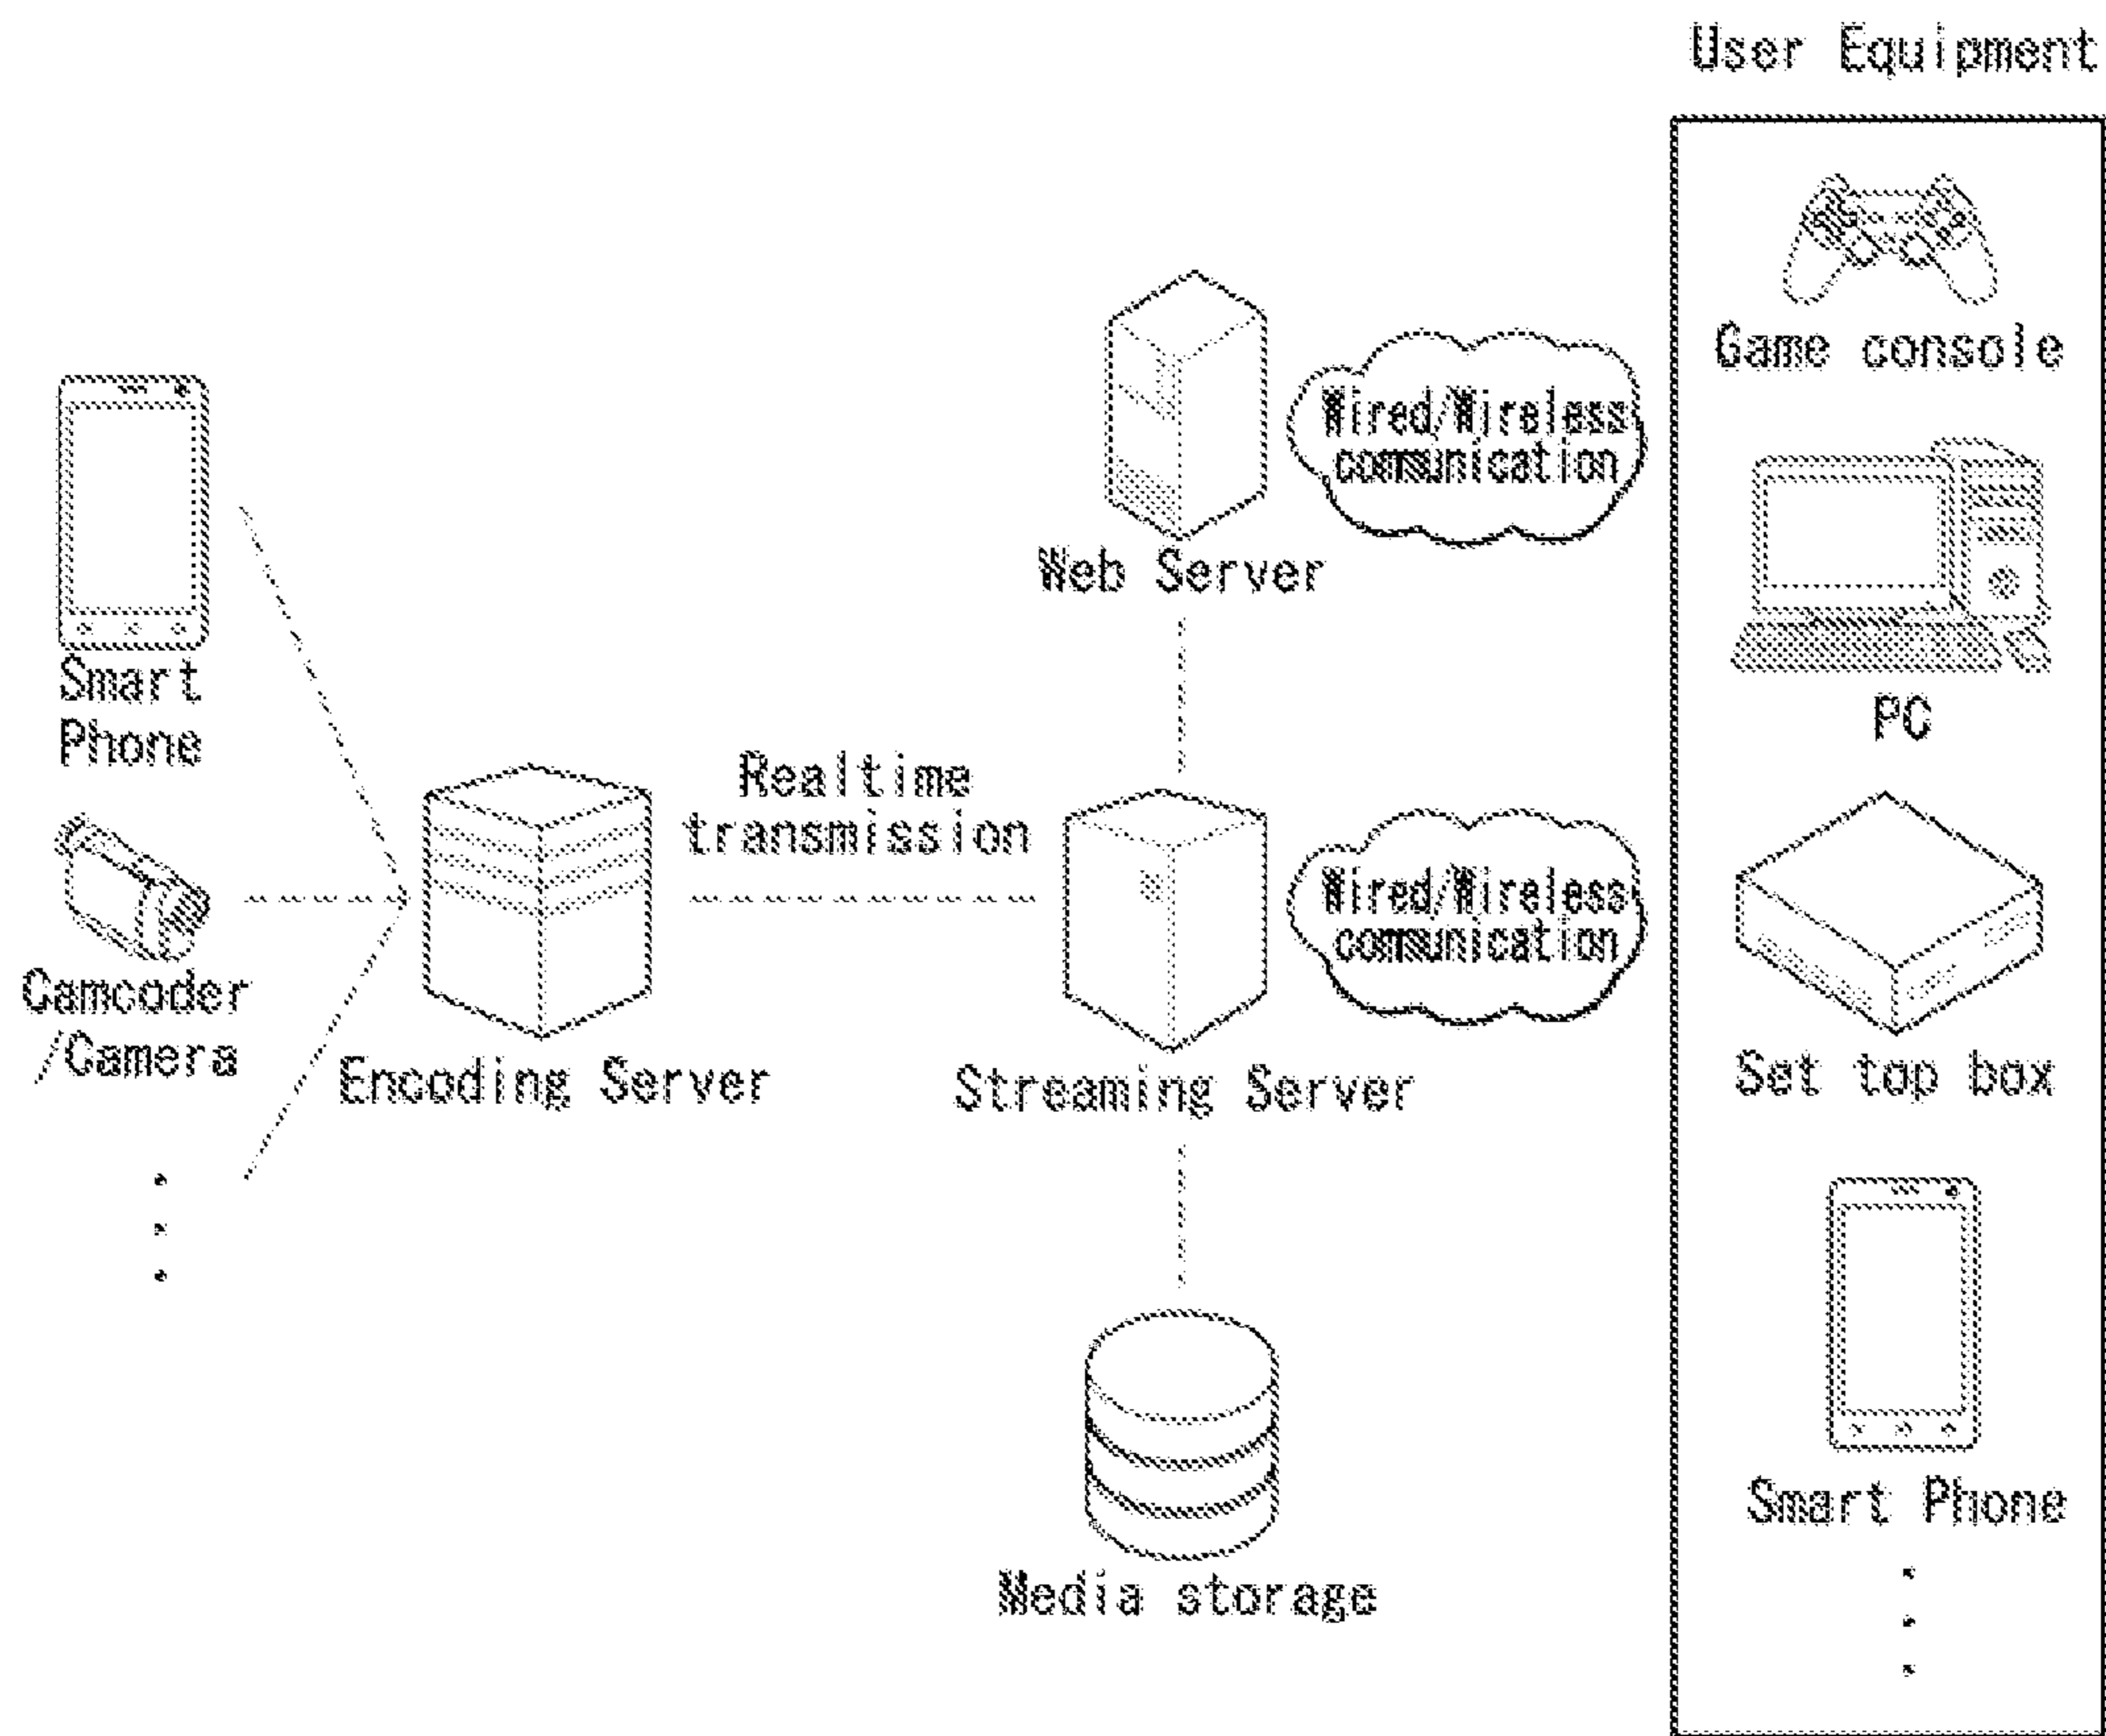 User Equipment
Game console
Wired/Wireless
communication
Web Server
Smart
Phone
PC
Realtime
transmission
Wired/Wireless
communication
Camcoder
/Camera
Encoding Server
Streaming Server
Set top box
Smart Phone
Media storage